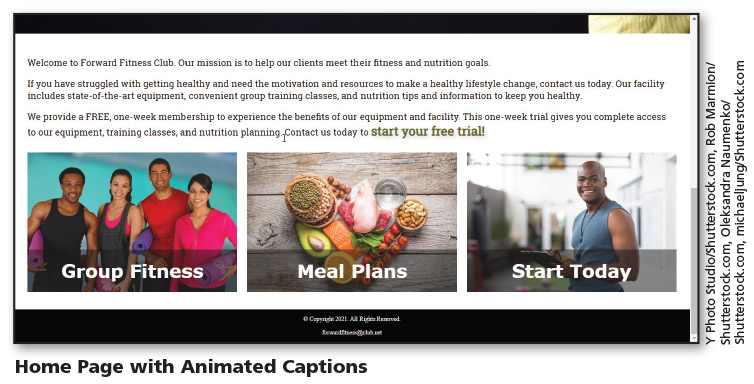 Welcome to Forward Fitness Club. Our mission is to help our clients meet their fitness and nutrition goals.
If you have struggled with getting healthy and need the motivation and resources to make a healthy lifestyle change, contact us today. Our facility
includes state-of-the-art equipment, convenient group training classes, and nutrition tips and information to keep you healthy.
We provide a FREE, one-week membership to experience the benefits of our equipment and facility. This one-week trial gives you complete access
to our equipment, training classes, and nutrition planning. Contact us today to start your free trial!
Group Fitness
Meal Plans
Start Today
© Copyright 2021. All Rights Reserved.
forwardfitness@club.net
Y Photo Studio/Shutterstock.com, Rob Marmion/
Shutterstock.com, Oleksandra Naumenko/
Shutterstock.com, michaeljung/Shutterstock.com
Home Page with Animated Captions